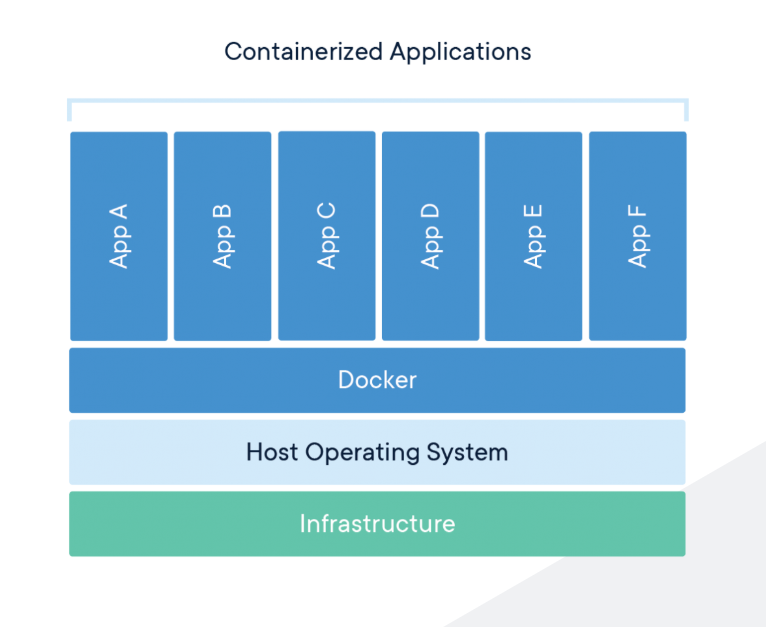 Containerized Applications
App A
App B
App C
App D
App E
App F
Docker
Host Operating System
Infrastructure